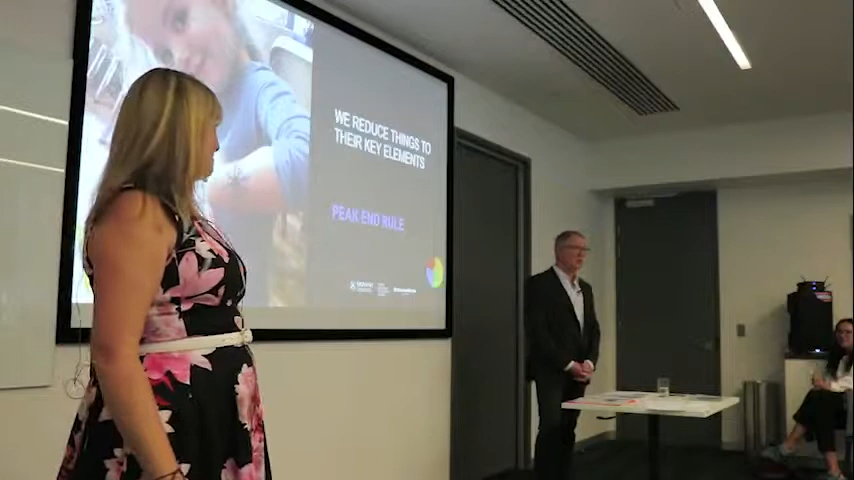 WE REDUCE THINGS TO
THEIR KEY ELEMENTS
PEAK END RULE